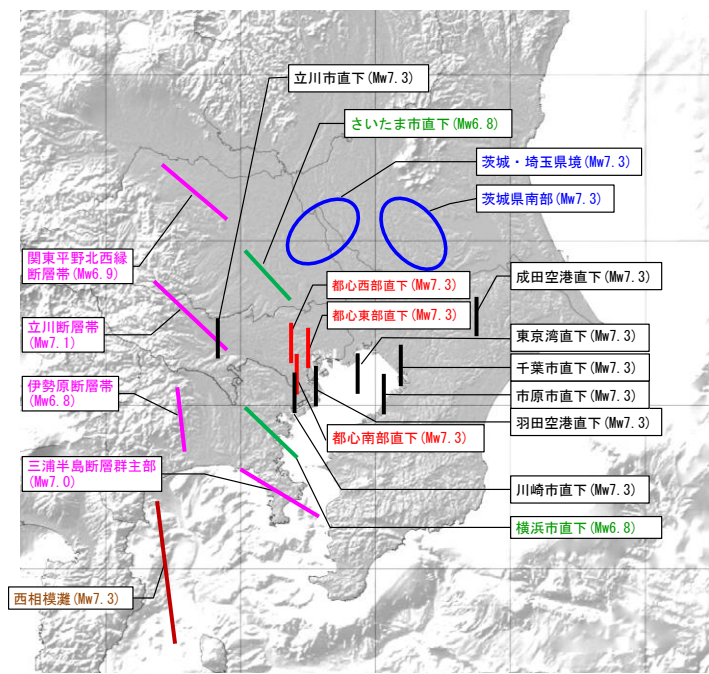 立川市直下(Mw7.3)
さいたま市直下(Mw6.8)
茨城・埼玉県境(Mw7.3)
茨城県南部(Mw7.3)
関東平野北西縁
断層帯(Mw6.9)
都心西部直下(Mw7.3)
成田空港直下(Mw7.3)
都心東部直下(Mw7.3)
立川断層帯
(Mw7.1)
東京湾直下(Mw7.3)
千葉市直下(Mw7.3)
伊勢原断層帯
(Mw6.8)
市原市直下(Mw7.3)
羽田空港直下(Mw7.3)
都心南部直下(Mw7.3)
三浦半島断層群主部
(Mw7.0)
川崎市直下(Mw7.3)
横浜市直下(Mw6.8)
西相模灘(Mw7.3)